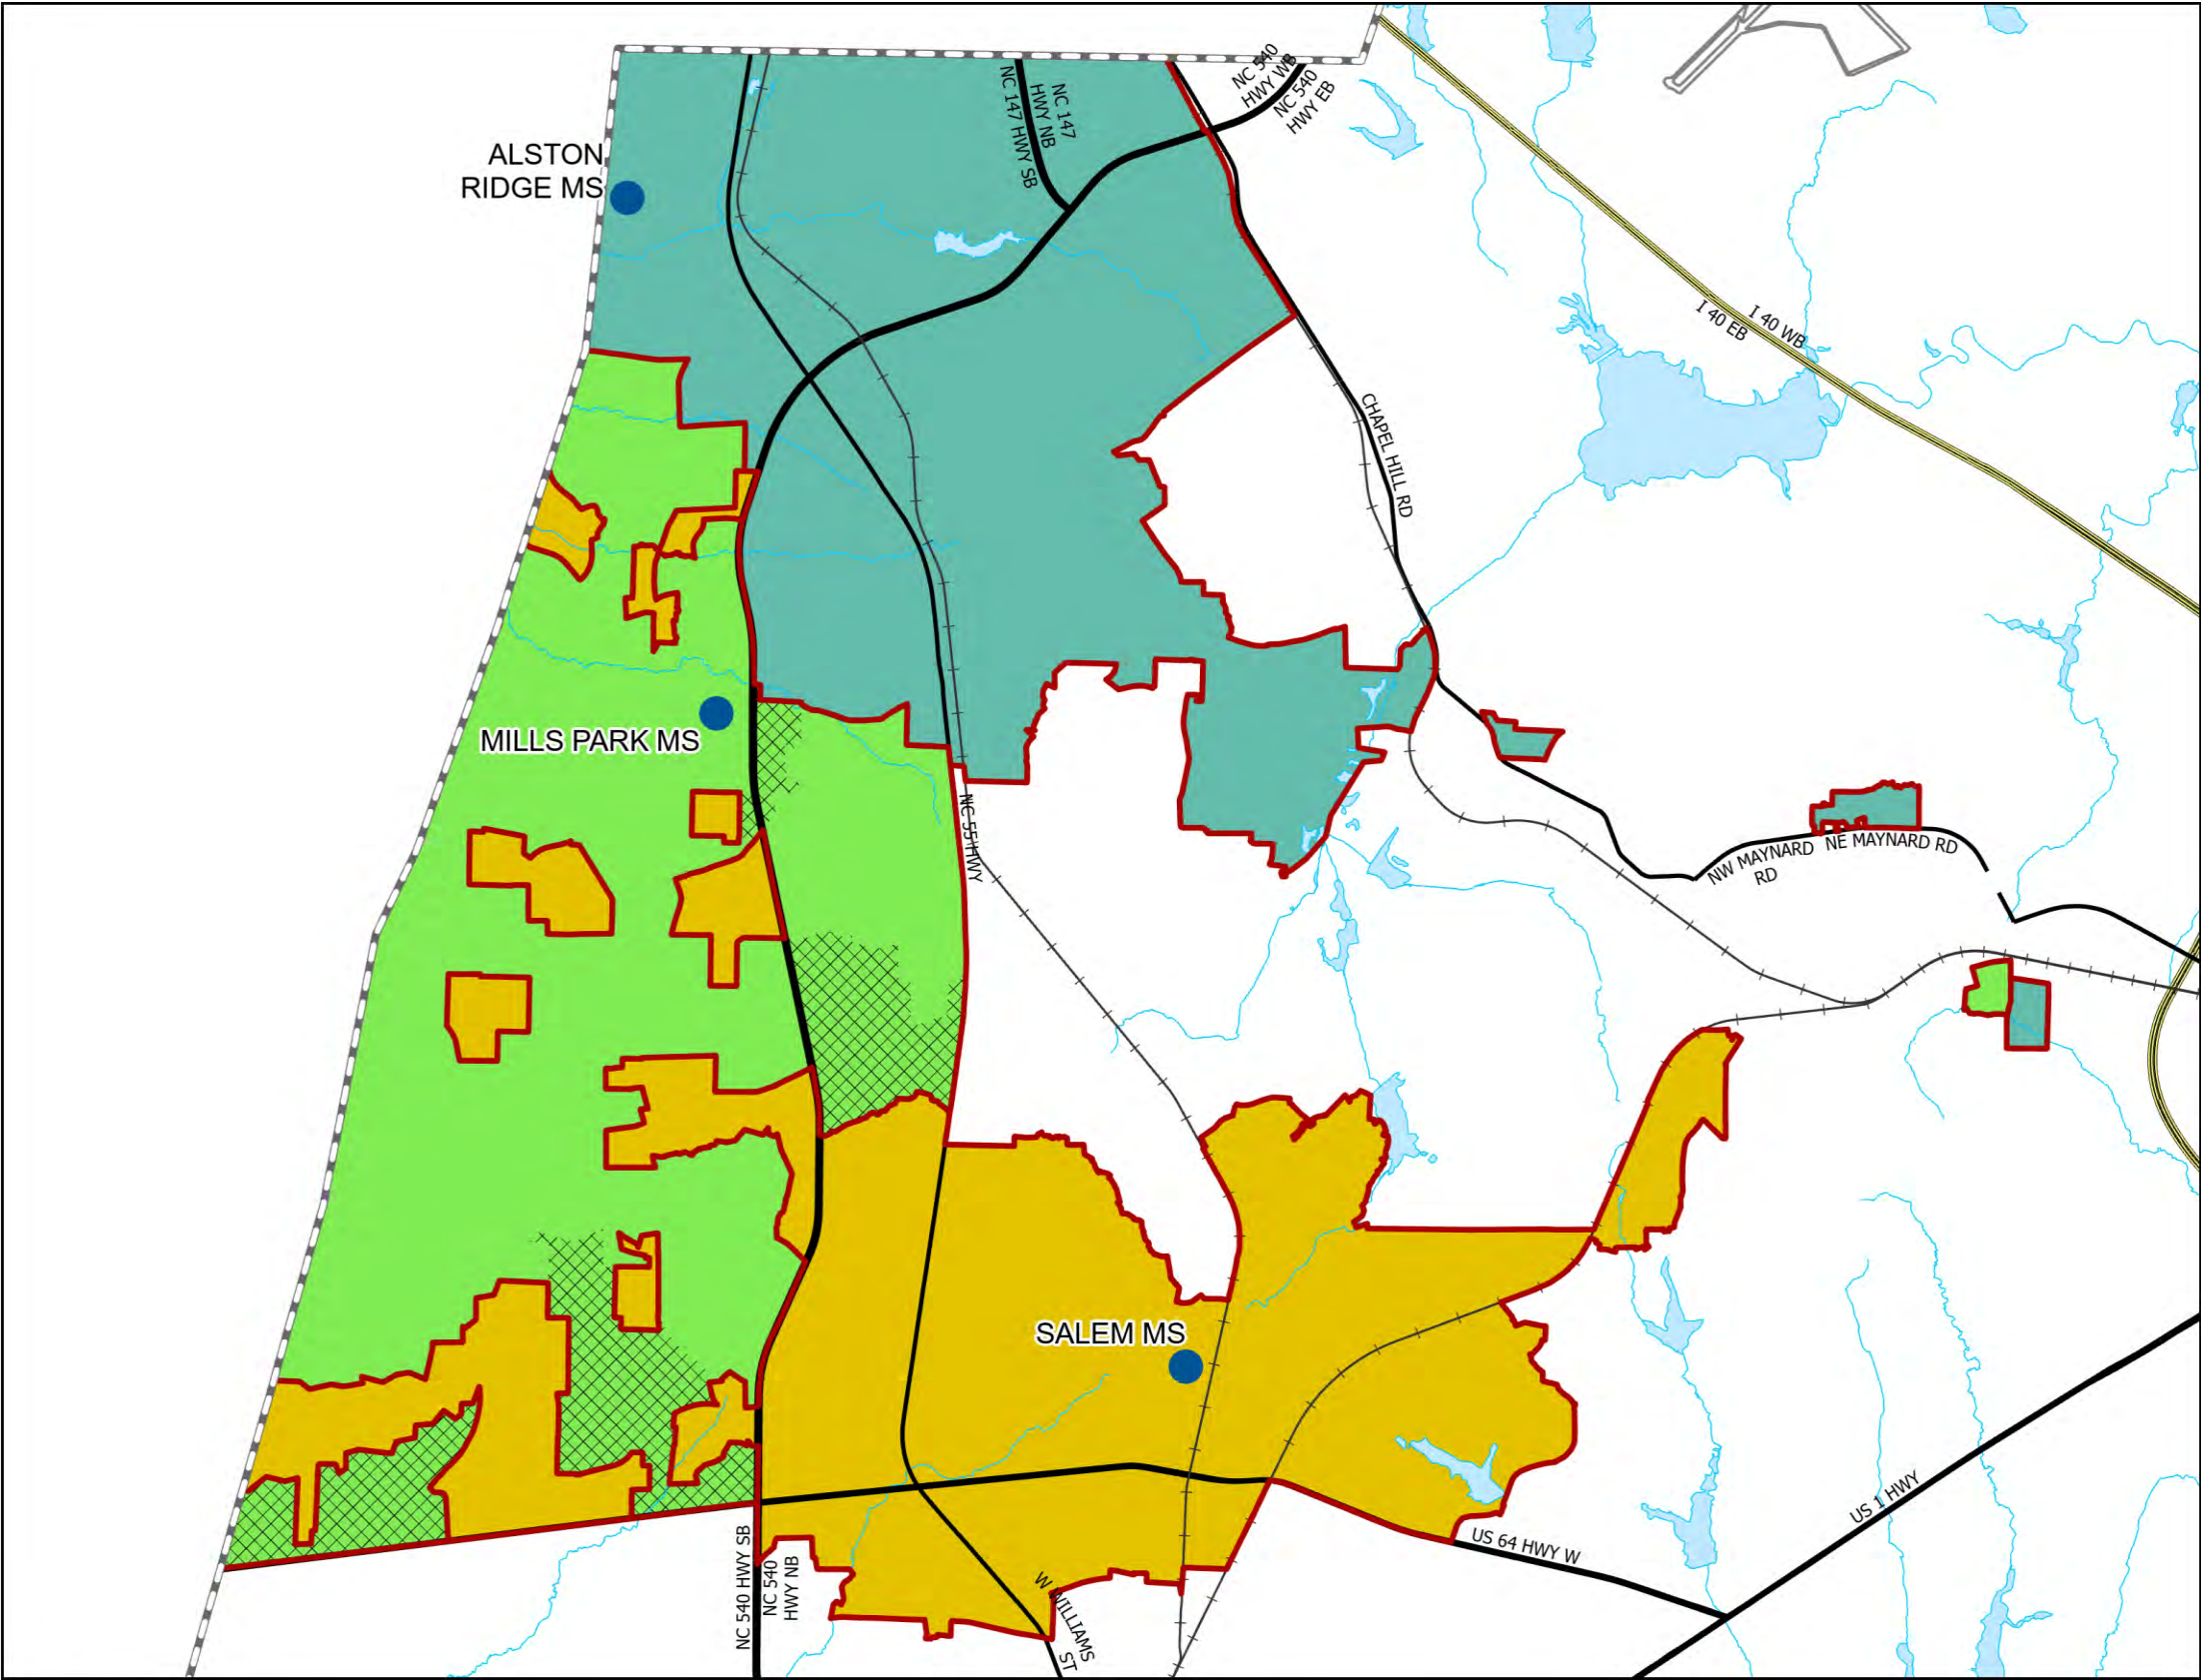 NC 540
HWY WB
NC 540
HWY EB
NC 147
HWY NB
NC 147 HWY SB
ALSTON
RIDGE MS
I 40 WB
I 40 EB
CHAPEL HILL RD
MILLS PARK MS
NC 55 HWY
NW MAYNARD
RD
NE MAYNARD RD
SALEM MS
US 1 HWY
US 64 HWY W
NC 540 HWY SB
NC 540
HWY NB
W WILLIAMS
ST